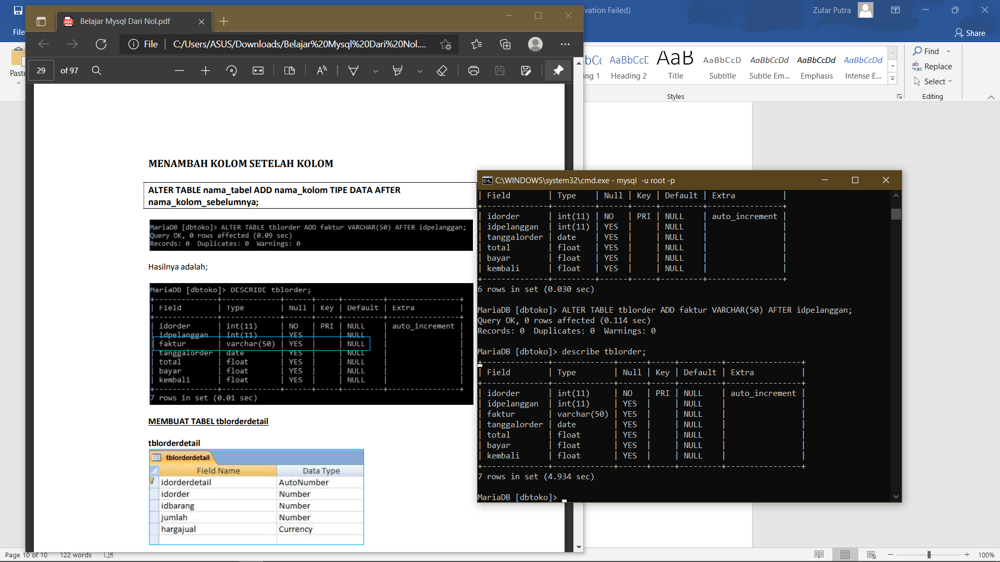 ivation Failed)
Zufar Putra
File
Share
Belajar Mysql Dari Nol.pdf
File
C:/Users/ASUS/Downloads/Belajar%20Mysql%20Dari%20Nol....
29 of 97
Paste
AaBbCcD AaB AaBbCcD AaBbCcDd AaBbCcDd AaBbCcDd
ing 1 Heading 2 Title Subtitle Subtle Em... Emphasis Intense E...
Styles
Find
Replace
Select
Editing
MENAMBAH KOLOM SETELAH KOLOM
ALTER TABLE nama_tabel ADD nama_kolom TIPE DATA AFTER
nama_kolom_sebelumnya;
MariaDB [dbtoko]> ALTER TABLE tblorder ADD faktur VARCHAR(50) AFTER idpelanggan;
Query OK, 0 rows affected (0.09 sec)
Records: 0  Duplicates: 0  Warnings: 0
Hasilnya adalah;
MariaDB [dbtoko]> DESCRIBE tblorder;
+--------------+-------------+------+-----+---------+----------------+
| Field        | Type        | Null | Key | Default | Extra          |
+--------------+-------------+------+-----+---------+----------------+
| idorder      | int(11)     | NO   | PRI | NULL    | auto_increment |
| idpelanggan  | int(11)     | YES  |     | NULL    |                |
| faktur       | varchar(50) | YES  |     | NULL    |                |
| tanggalorder | date        | YES  |     | NULL    |                |
| total        | float       | YES  |     | NULL    |                |
| bayar        | float       | YES  |     | NULL    |                |
| kembali      | float       | YES  |     | NULL    |                |
+--------------+-------------+------+-----+---------+----------------+
7 rows in set (0.01 sec)
MEMBUAT TABEL tblorderdetail
tblorderdetail
tblorderdetail
Field Name Data Type
idorderdetail AutoNumber
idorder Number
idbarang Number
jumlah Number
hargajual Currency
C:\WINDOWS\system32\cmd.exe - mysql  -u root -p
| Field        | Type    | Null | Key | Default | Extra          |
+--------------+---------+------+-----+---------+----------------+
| idorder      | int(11) | NO   | PRI | NULL    | auto_increment |
| idpelanggan  | int(11) | YES  |     | NULL    |                |
| tanggalorder | date    | YES  |     | NULL    |                |
| total        | float   | YES  |     | NULL    |                |
| bayar        | float   | YES  |     | NULL    |                |
| kembali      | float   | YES  |     | NULL    |                |
+--------------+---------+------+-----+---------+----------------+
6 rows in set (0.030 sec)
MariaDB [dbtoko]> ALTER TABLE tblorder ADD faktur VARCHAR(50) AFTER idpelanggan;
Query OK, 0 rows affected (0.114 sec)
Records: 0  Duplicates: 0  Warnings: 0
MariaDB [dbtoko]> describe tblorder;
+--------------+-------------+------+-----+---------+----------------+
| Field        | Type        | Null | Key | Default | Extra          |
+--------------+-------------+------+-----+---------+----------------+
| idorder      | int(11)     | NO   | PRI | NULL    | auto_increment |
| idpelanggan  | int(11)     | YES  |     | NULL    |                |
| faktur       | varchar(50) | YES  |     | NULL    |                |
| tanggalorder | date        | YES  |     | NULL    |                |
| total        | float       | YES  |     | NULL    |                |
| bayar        | float       | YES  |     | NULL    |                |
| kembali      | float       | YES  |     | NULL    |                |
+--------------+-------------+------+-----+---------+----------------+
7 rows in set (4.934 sec)
MariaDB [dbtoko]>
Page 10 of 10 122 words
100%